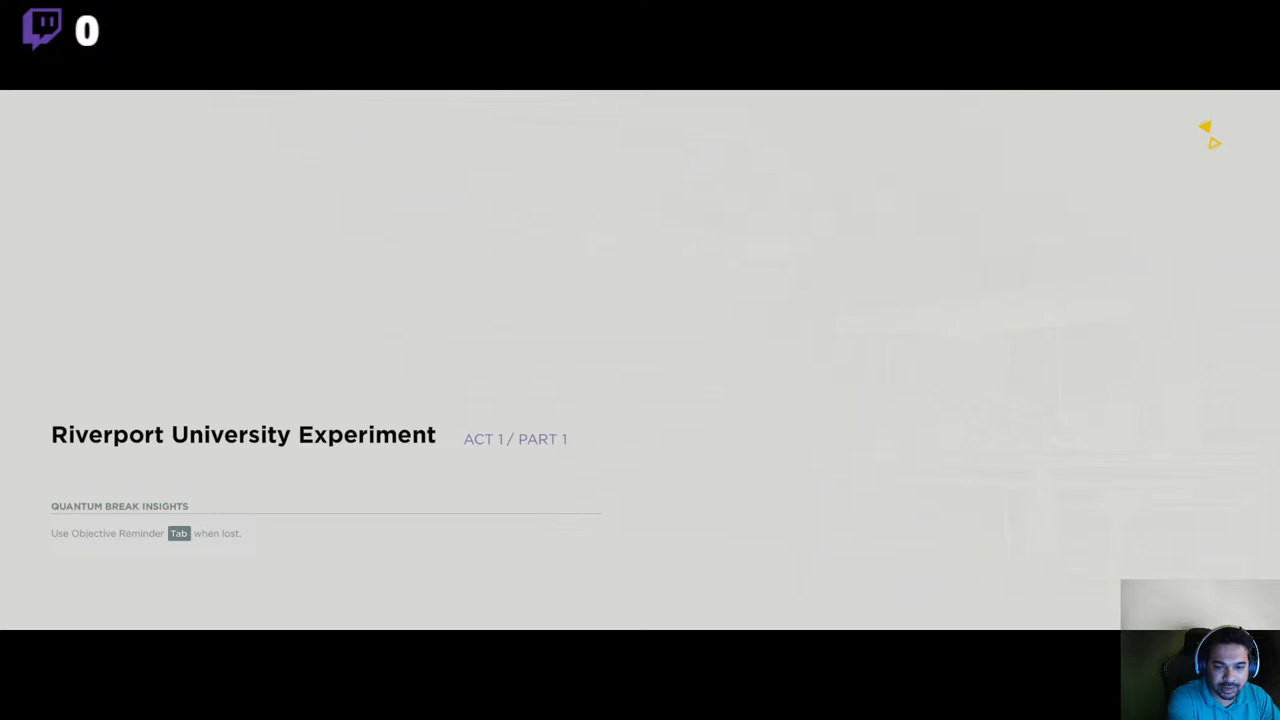 0
Riverport University Experiment ACT 1 / PART 1
QUANTUM BREAK INSIGHTS
Use Objective Reminder Tab when lost.